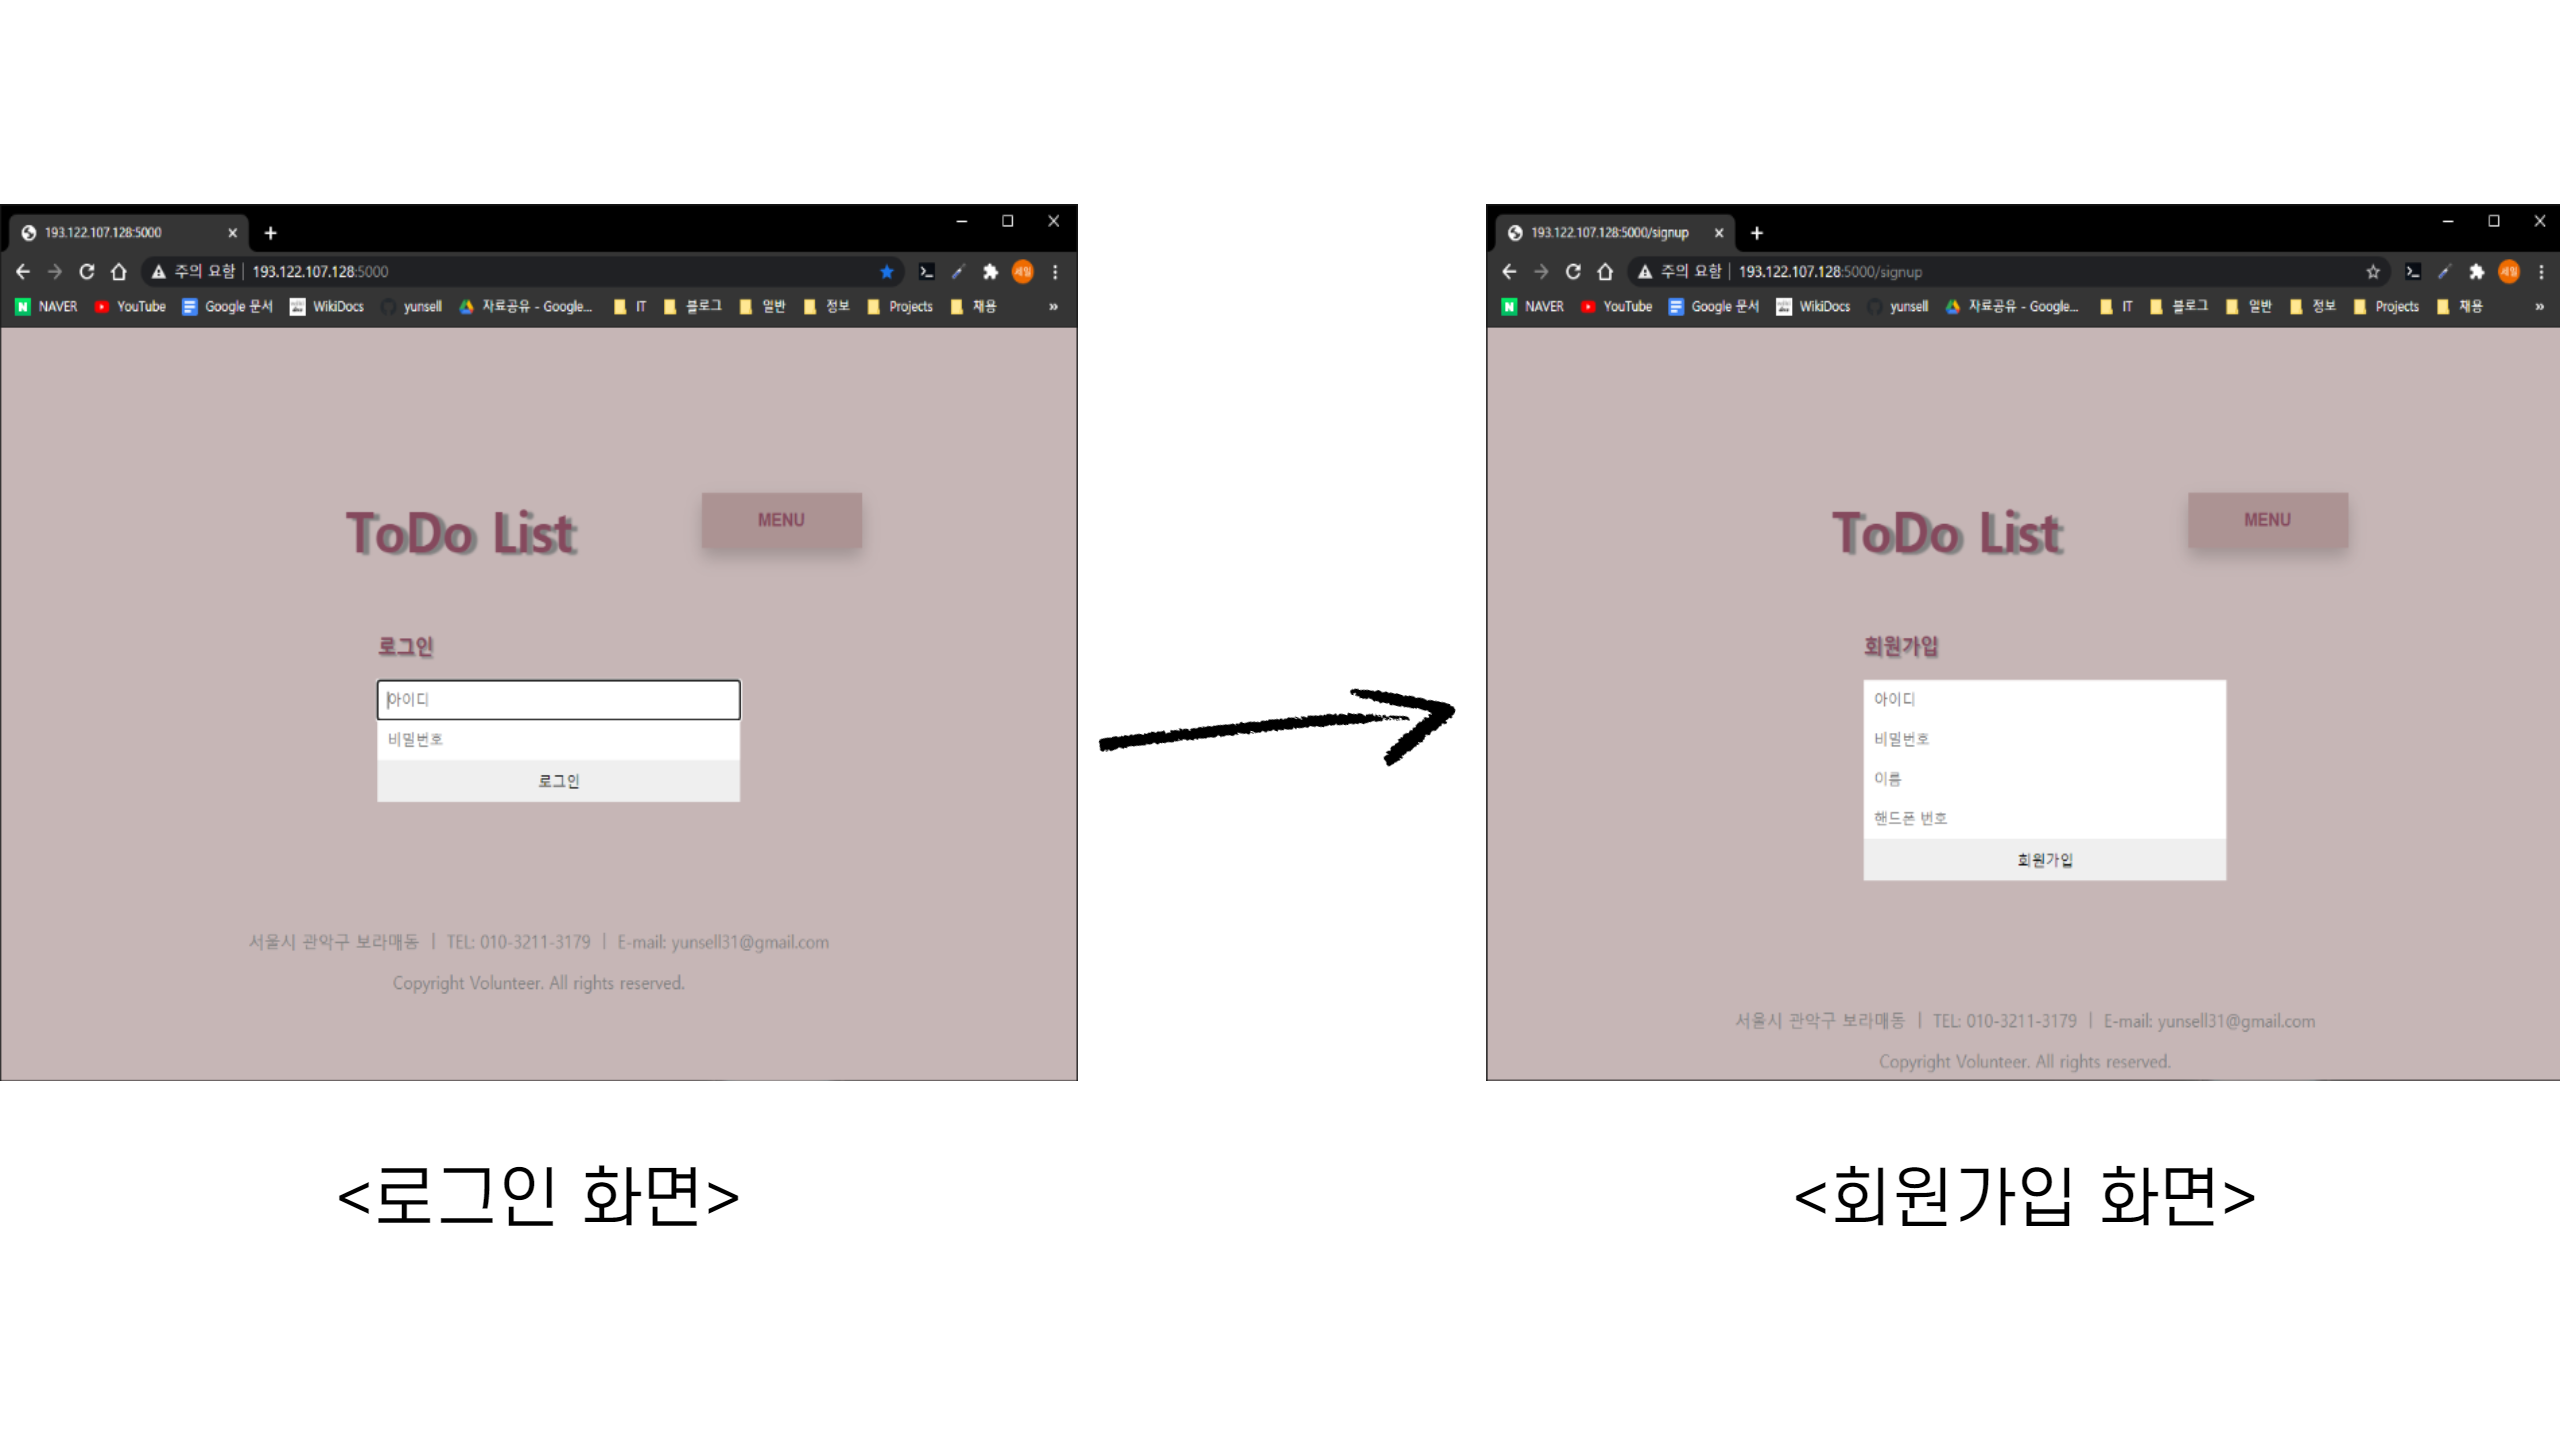 193.122.107.128:5000
주의 요함 | 193.122.107.128:5000
세일
NAVER YouTube Google 문서 WikiDocs yunsell 자료공유 - Google... IT 블로그 일반 정보 Projects 채용 »
ToDo List
MENU
로그인
아이디
비밀번호
로그인
서울시 관악구 보라매동 | TEL: 010-3211-3179 | E-mail: yunsell31@gmail.com
Copyright Volunteer. All rights reserved.
<로그인 화면>
193.122.107.128:5000/signup
주의 요함 | 193.122.107.128:5000/signup
세일
NAVER YouTube Google 문서 WikiDocs yunsell 자료공유 - Google... IT 블로그 일반 정보 Projects 채용 »
ToDo List
MENU
회원가입
아이디
비밀번호
이름
핸드폰 번호
회원가입
서울시 관악구 보라매동 | TEL: 010-3211-3179 | E-mail: yunsell31@gmail.com
Copyright Volunteer. All rights reserved.
<회원가입 화면>